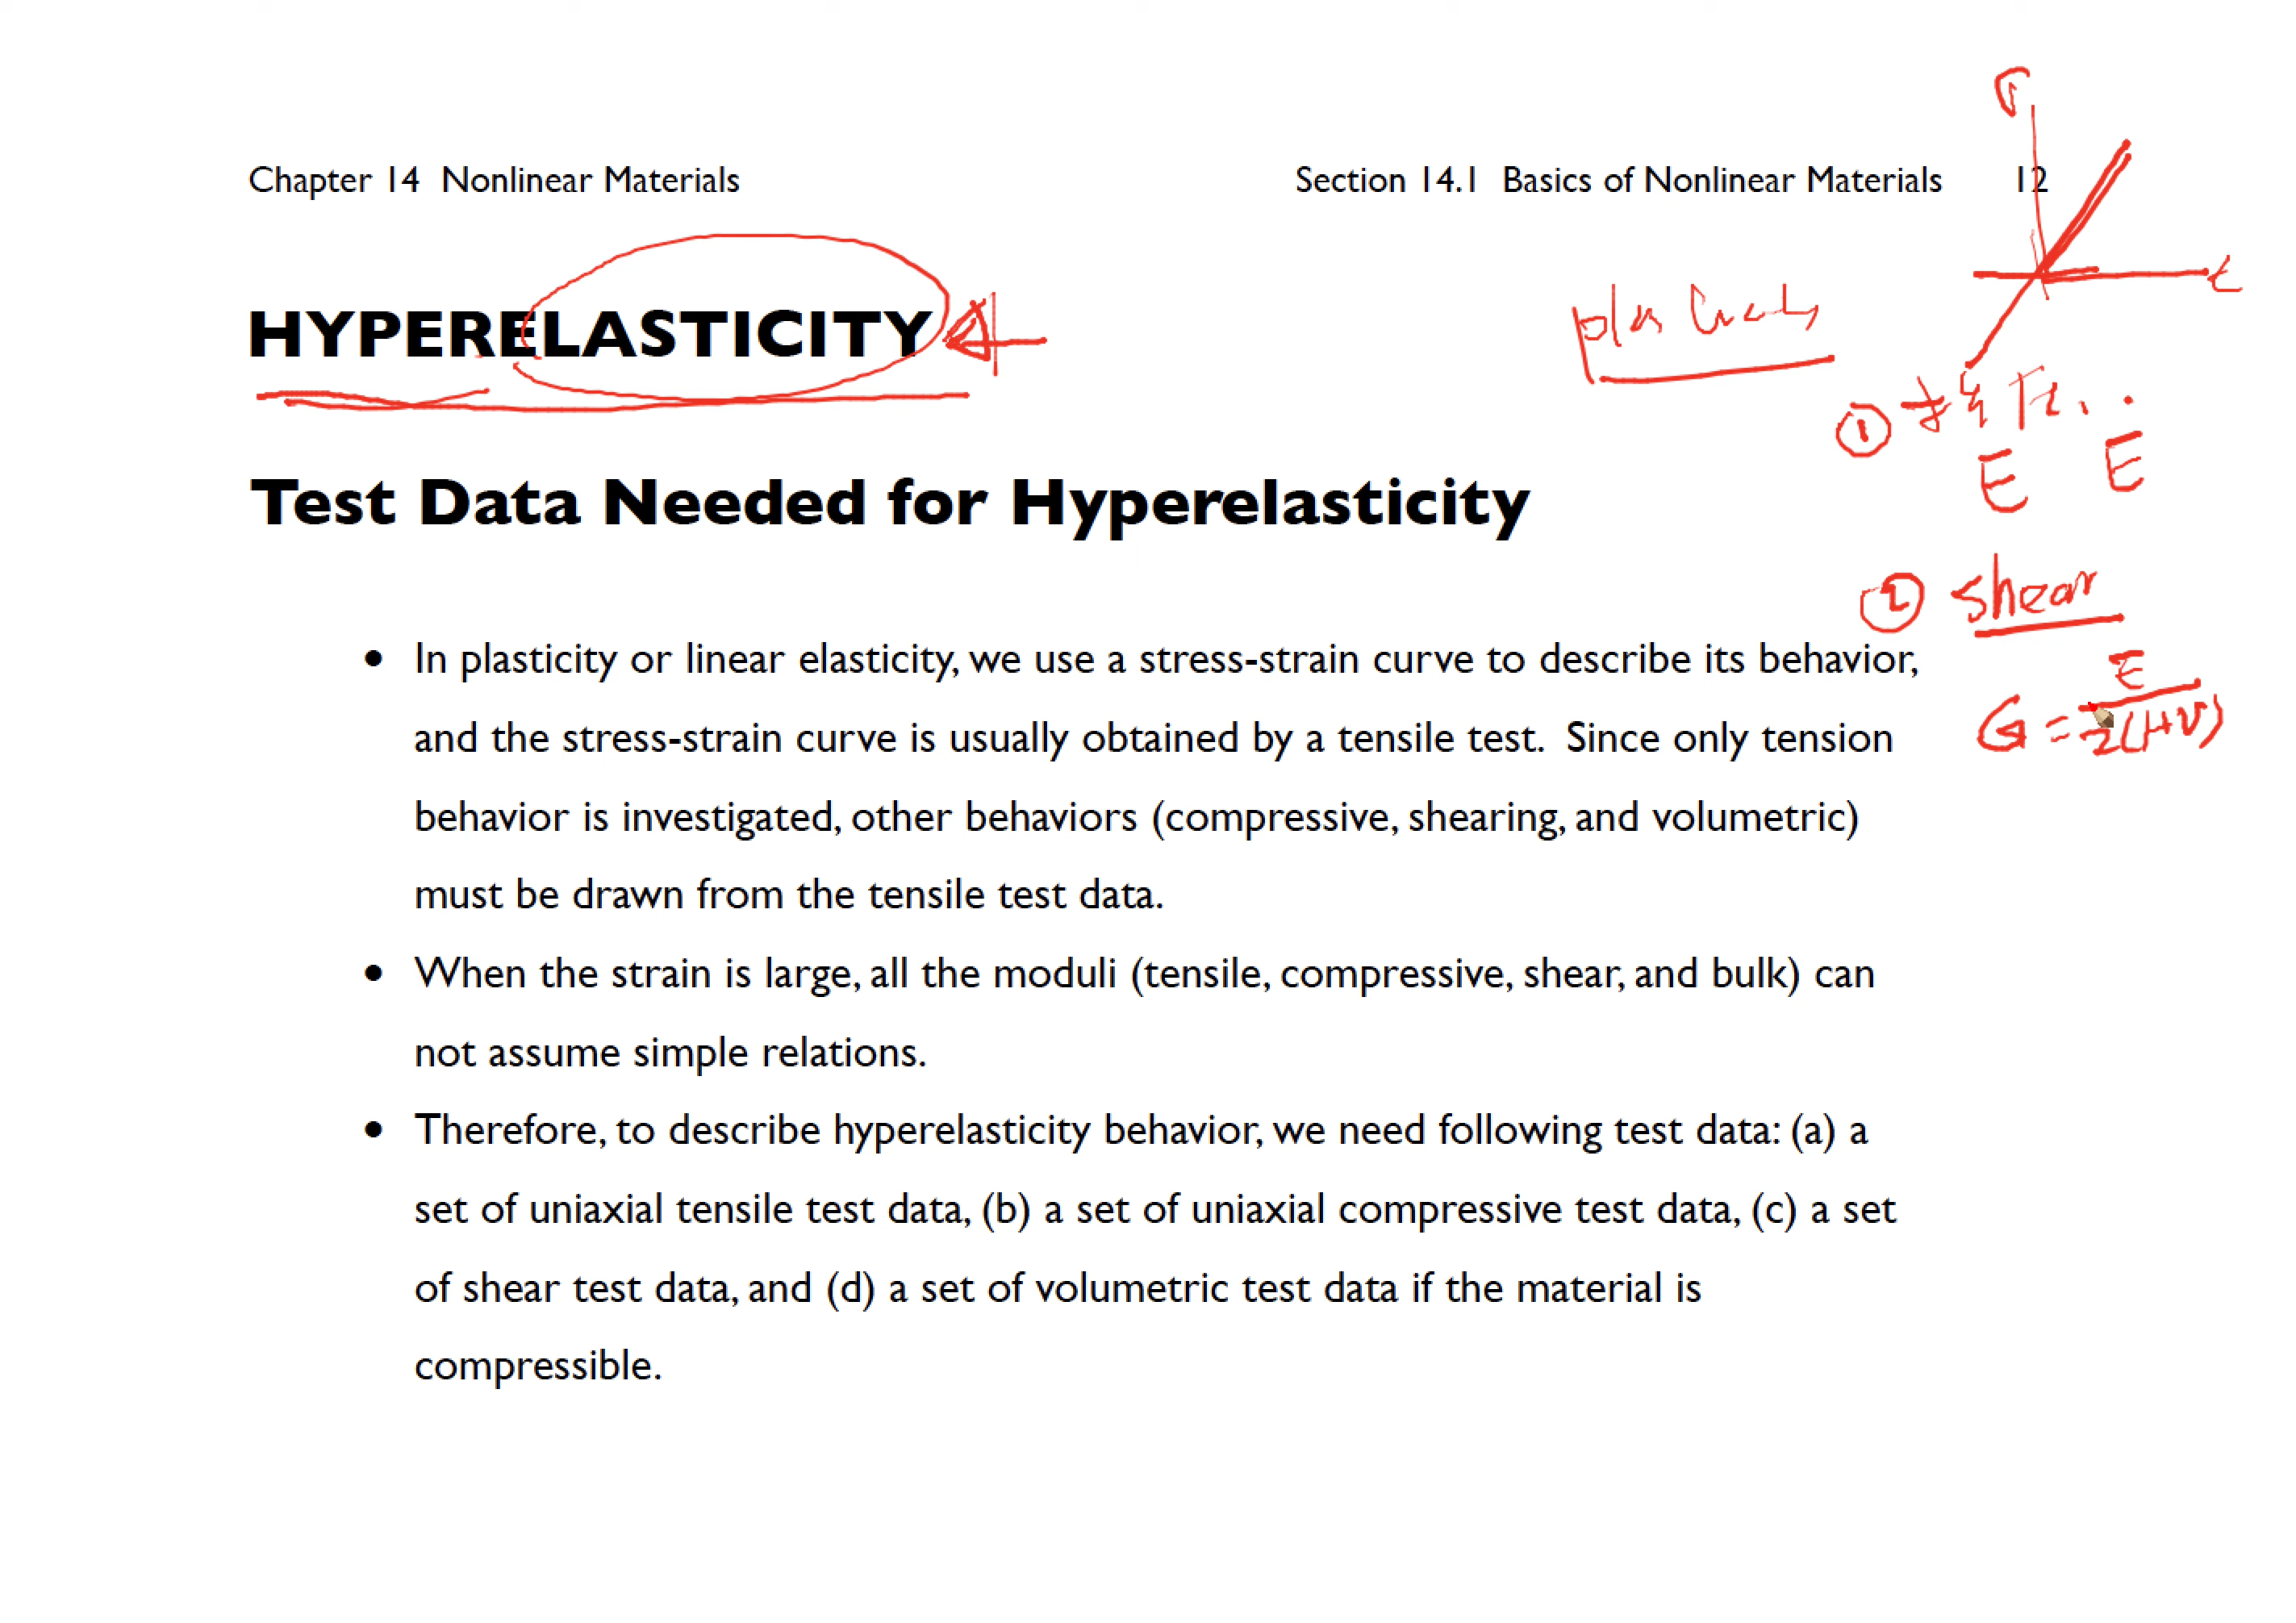 Chapter 14 Nonlinear Materials
Section 14.1 Basics of Nonlinear Materials 12
σ
ε
HYPERELASTICITY
①
E E
Test Data Needed for Hyperelasticity
② shear
G = E / 2(1+ν)
• In plasticity or linear elasticity, we use a stress-strain curve to describe its behavior,
and the stress-strain curve is usually obtained by a tensile test. Since only tension
behavior is investigated, other behaviors (compressive, shearing, and volumetric)
must be drawn from the tensile test data.
• When the strain is large, all the moduli (tensile, compressive, shear, and bulk) can
not assume simple relations.
• Therefore, to describe hyperelasticity behavior, we need following test data: (a) a
set of uniaxial tensile test data, (b) a set of uniaxial compressive test data, (c) a set
of shear test data, and (d) a set of volumetric test data if the material is
compressible.